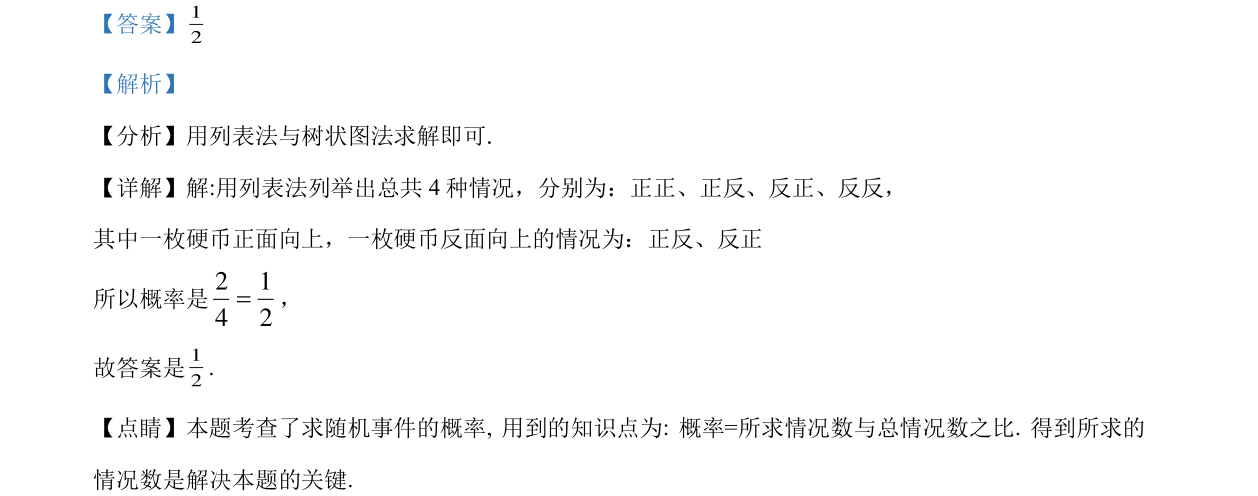 【答案】1/2
【解析】
【分析】用列表法与树状图法求解即可.
【详解】解:用列表法列举出总共 4 种情况，分别为：正正、正反、反正、反反，
其中一枚硬币正面向上，一枚硬币反面向上的情况为：正反、反正
所以概率是 2/4 = 1/2，
故答案是 1/2.
【点睛】本题考查了求随机事件的概率, 用到的知识点为: 概率=所求情况数与总情况数之比. 得到所求的
情况数是解决本题的关键.